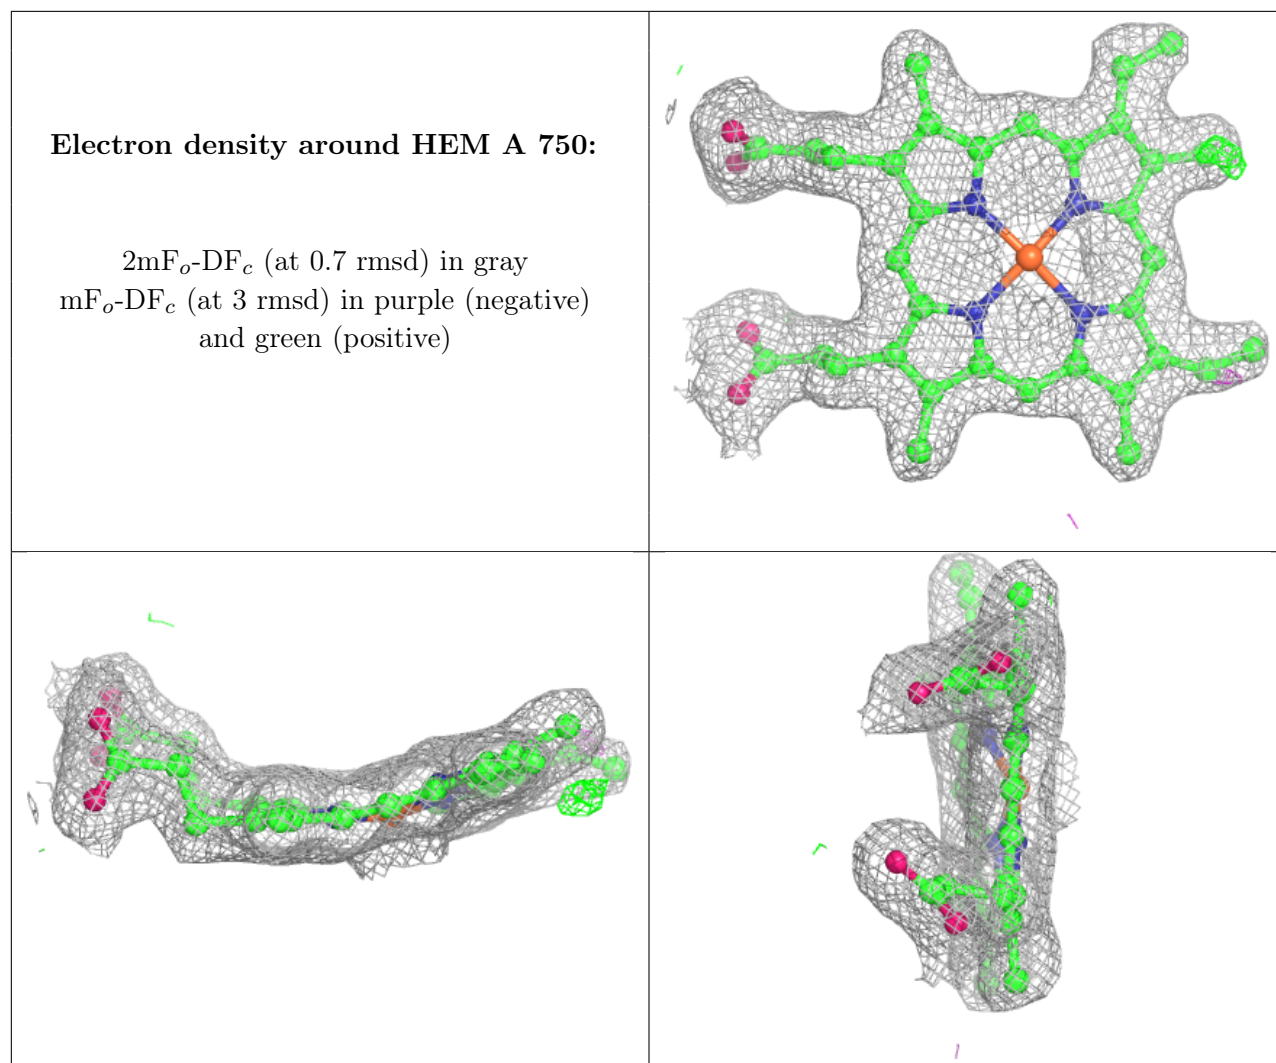 Electron density around HEM A 750:
2mFo-DFc (at 0.7 rmsd) in gray
mFo-DFc (at 3 rmsd) in purple (negative)
and green (positive)